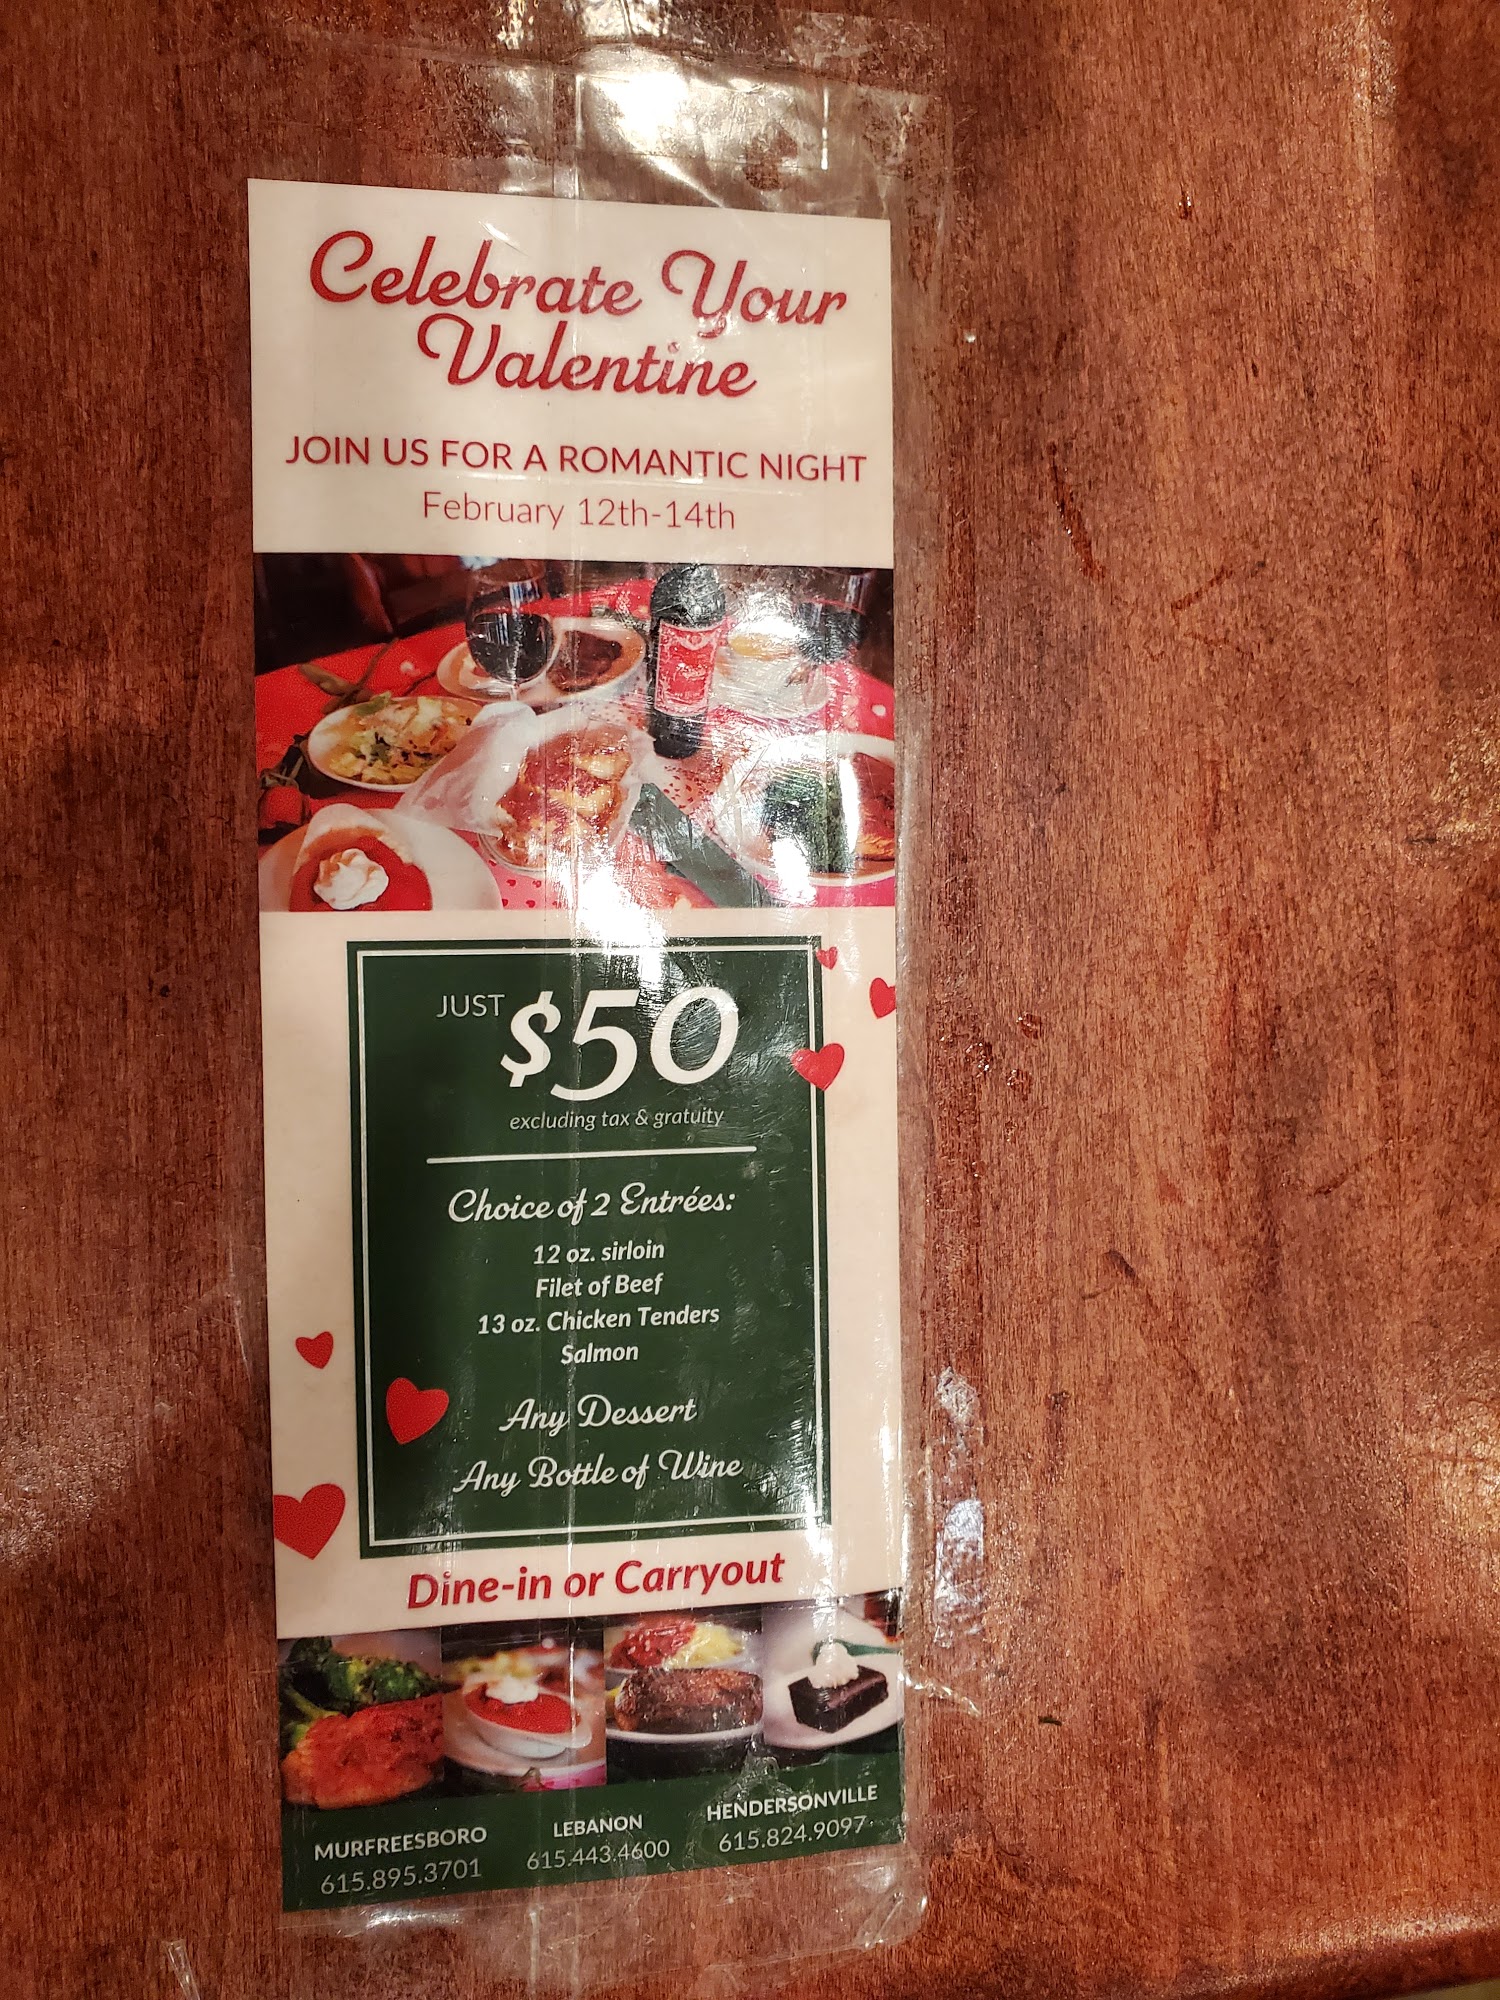 Celebrate Your
Valentine
JOIN US FOR A ROMANTIC NIGHT
February 12th-14th
JUST $50
excluding tax & gratuity
Choice of 2 Entrées:
12 oz. sirloin
Filet of Beef
13 oz. Chicken Tenders
Salmon
Any Dessert
Any Bottle of Wine
Dine-in or Carryout
MURFREESBORO
615.895.3701
LEBANON
615.443.4600
HENDERSONVILLE
615.824.9097